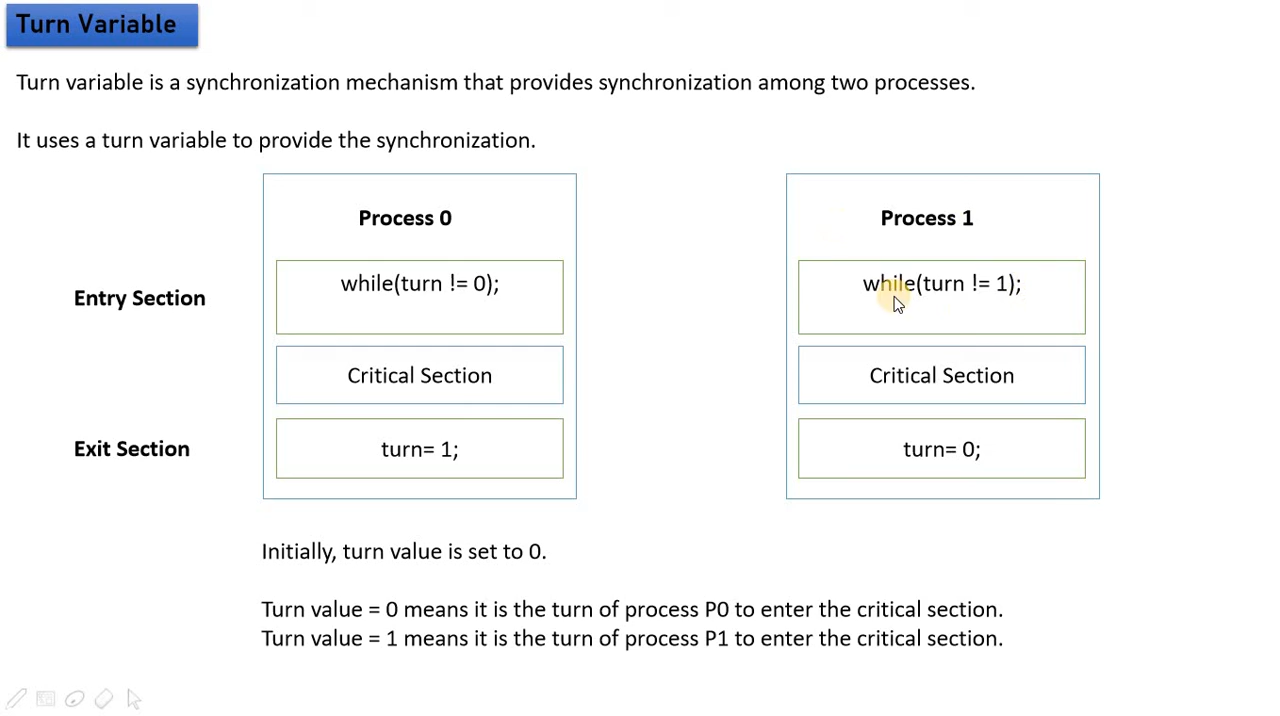 Turn Variable
Turn variable is a synchronization mechanism that provides synchronization among two processes.
It uses a turn variable to provide the synchronization.
Process 0
Process 1
Entry Section
while(turn != 0);
while(turn != 1);
Critical Section
Critical Section
Exit Section
turn= 1;
turn= 0;
Initially, turn value is set to 0.
Turn value = 0 means it is the turn of process P0 to enter the critical section.
Turn value = 1 means it is the turn of process P1 to enter the critical section.